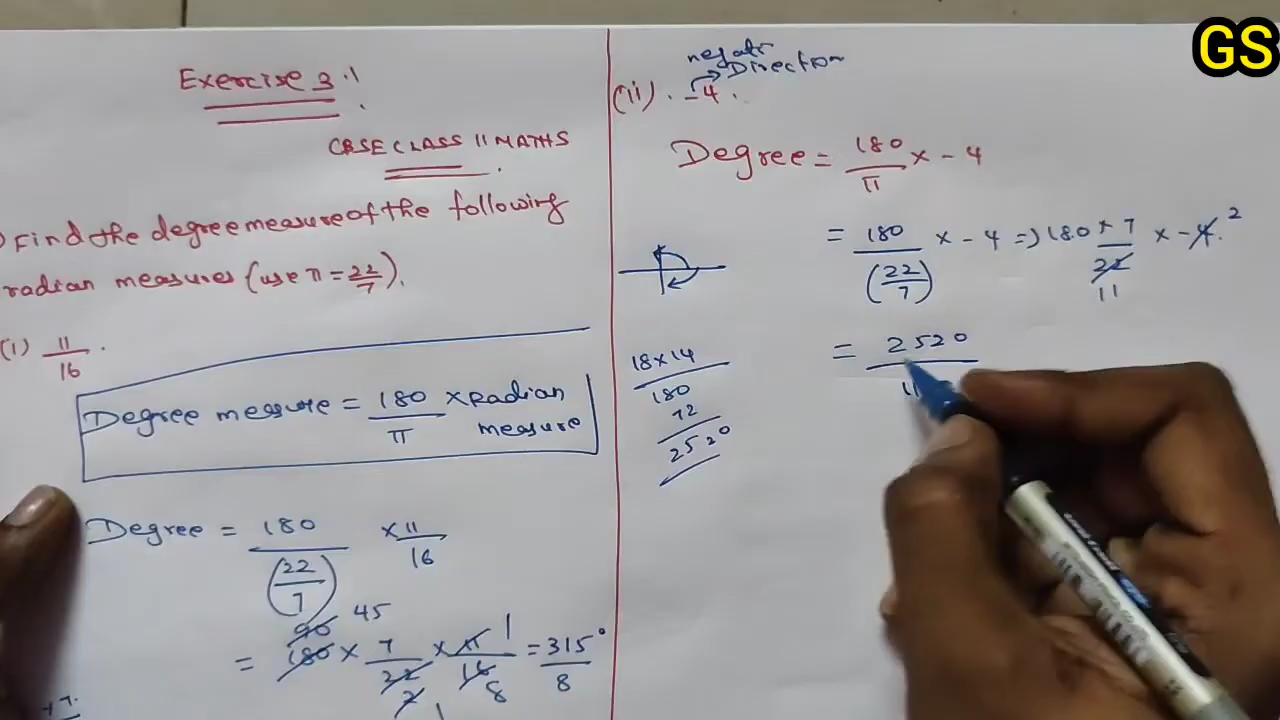 GS
Exercise 3.1
CBSE CLASS 11 MATHS
) Find the degree measure of the following
radian measures (use π = 22/7).
(i) 11/16.
Degree measure = 180/π × Radian measure
Degree = 180/(22/7) × 11/16
90 45
= 180 × 7/22 × 11/16 = 315°/8
2 1 8
1
negati
Direction
(ii). -4.
Degree = 180/π × - 4
= 180/(22/7) × - 4 => 180 × 7/22 × - 4. 2
11
= 2520/11
18×14
180
72
2520